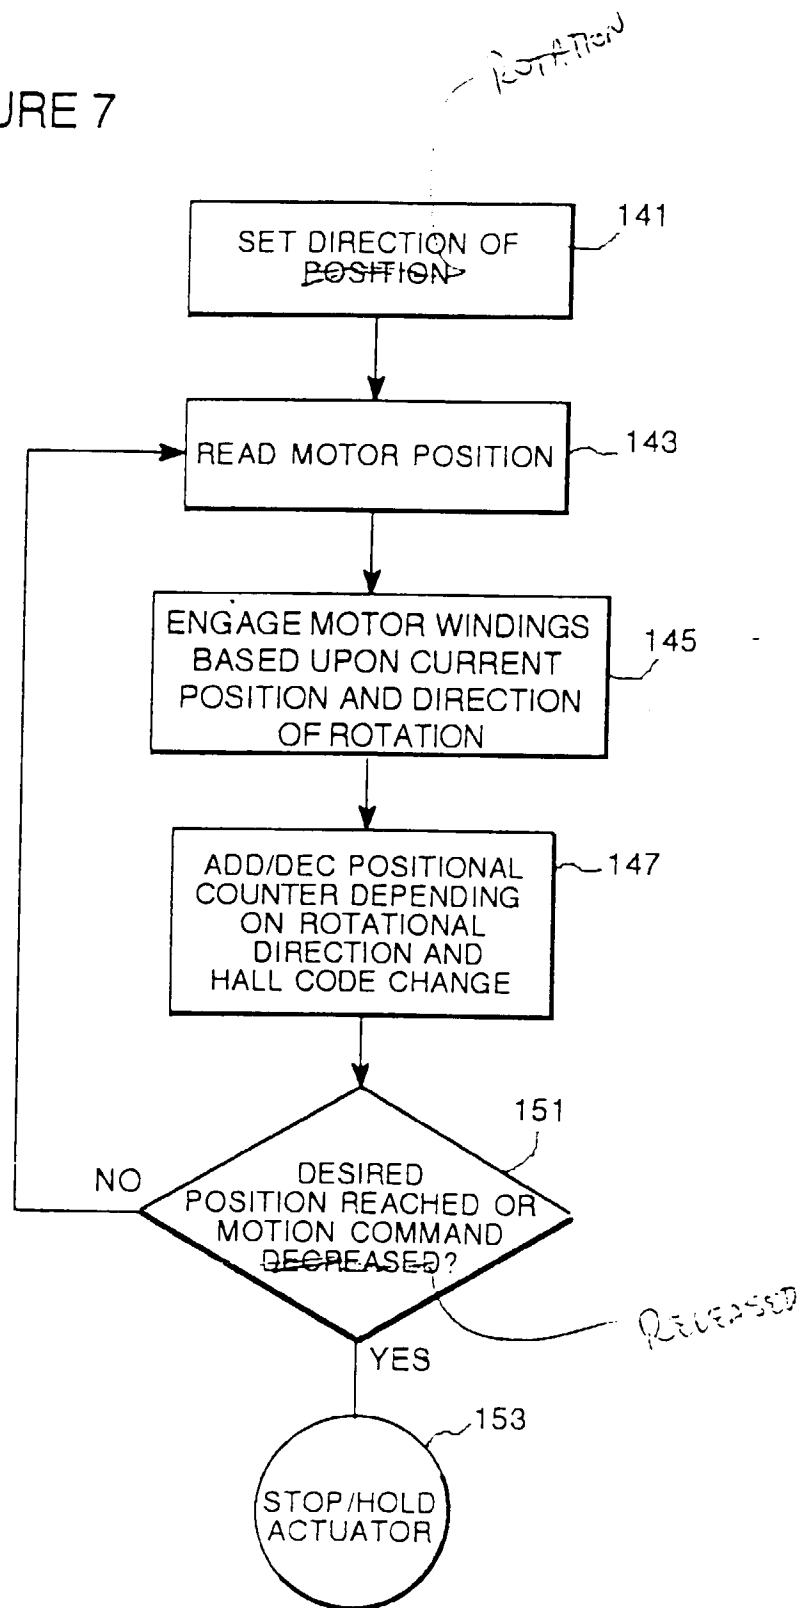 ROTATION
URE 7
141
SET DIRECTION OF
POSITION
143
READ MOTOR POSITION
ENGAGE MOTOR WINDINGS
145
BASED UPON CURRENT
POSITION AND DIRECTION
OF ROTATION
ADD/DEC POSITIONAL
147
COUNTER DEPENDING
ON ROTATIONAL
DIRECTION AND
HALL CODE CHANGE
151
NO
DESIRED
POSITION REACHED OR
MOTION COMMAND
DECREASED?
RELEASED
YES
153
STOP/HOLD
ACTUATOR